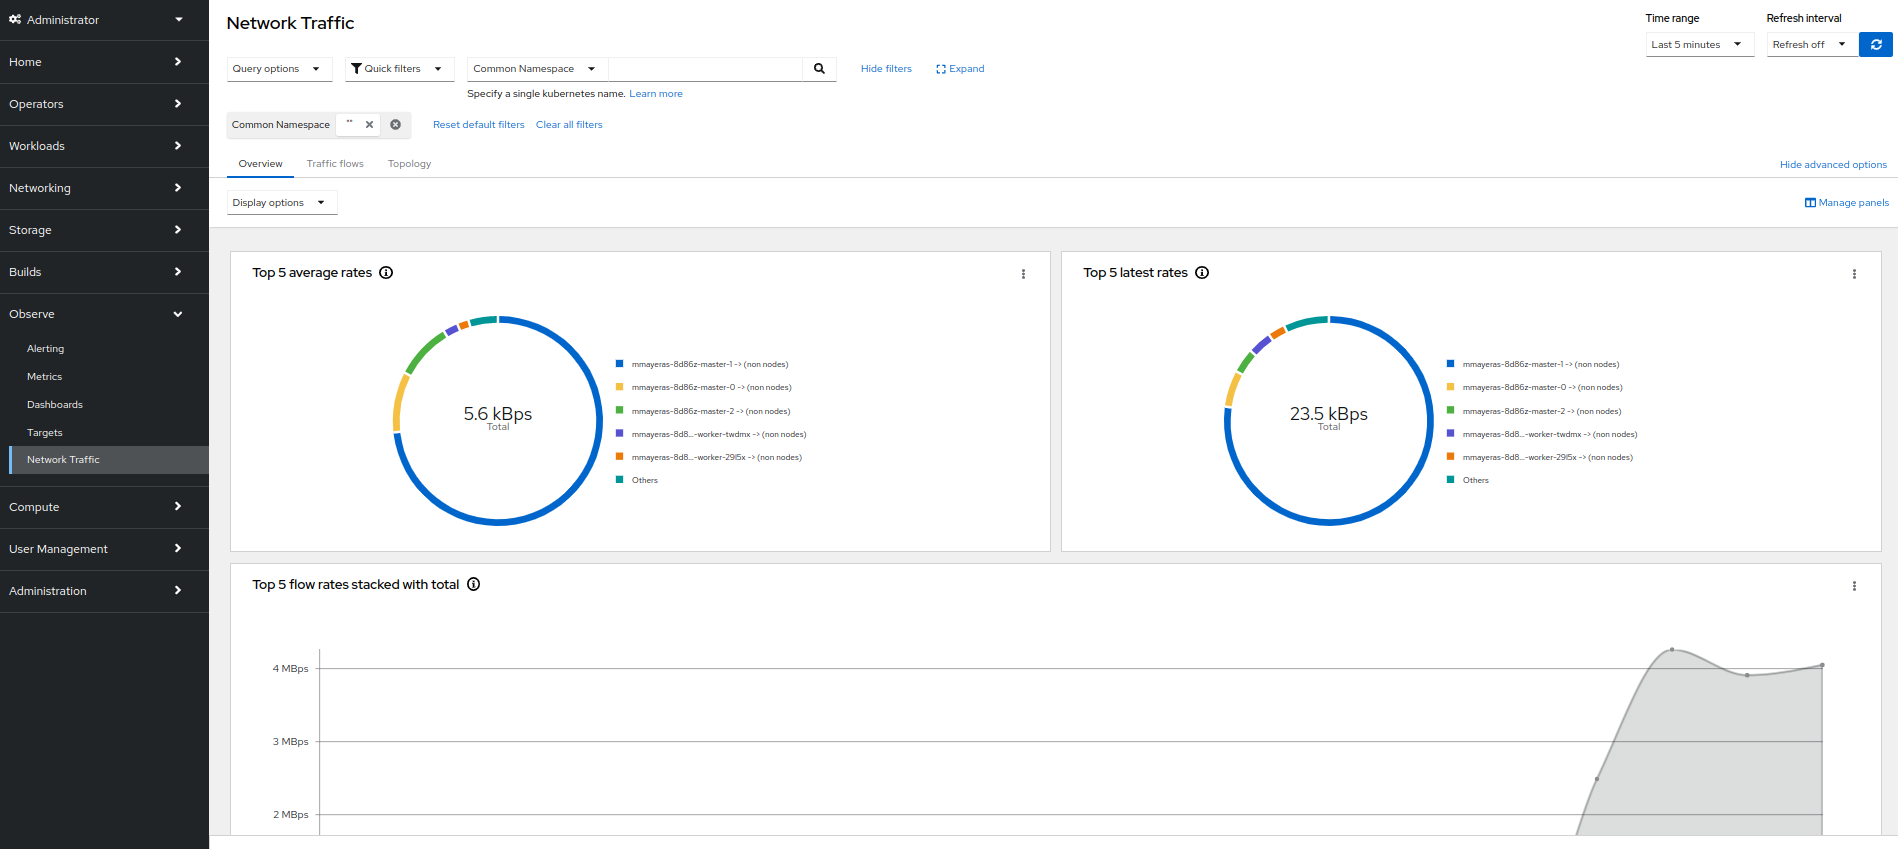 Administrator
Home
Operators
Workloads
Networking
Storage
Builds
Observe
Alerting
Metrics
Dashboards
Targets
Network Traffic
Compute
User Management
Administration
Network Traffic
Time range
Refresh interval
Last 5 minutes
Refresh off
Query options
Quick filters
Common Namespace
Hide filters
Expand
Specify a single kubernetes name. Learn more
Common Namespace
""
Reset default filters
Clear all filters
Overview
Traffic flows
Topology
Hide advanced options
Display options
Manage panels
Top 5 average rates
5.6 kBps
Total
mmayeras-8d86z-master-1 -> (non nodes)
mmayeras-8d86z-master-0 -> (non nodes)
mmayeras-8d86z-master-2 -> (non nodes)
mmayeras-8d8...-worker-twdmx -> (non nodes)
mmayeras-8d8...-worker-29l5x -> (non nodes)
Others
Top 5 latest rates
23.5 kBps
Total
mmayeras-8d86z-master-1 -> (non nodes)
mmayeras-8d86z-master-0 -> (non nodes)
mmayeras-8d86z-master-2 -> (non nodes)
mmayeras-8d8...-worker-twdmx -> (non nodes)
mmayeras-8d8...-worker-29l5x -> (non nodes)
Others
Top 5 flow rates stacked with total
4 MBps
3 MBps
2 MBps